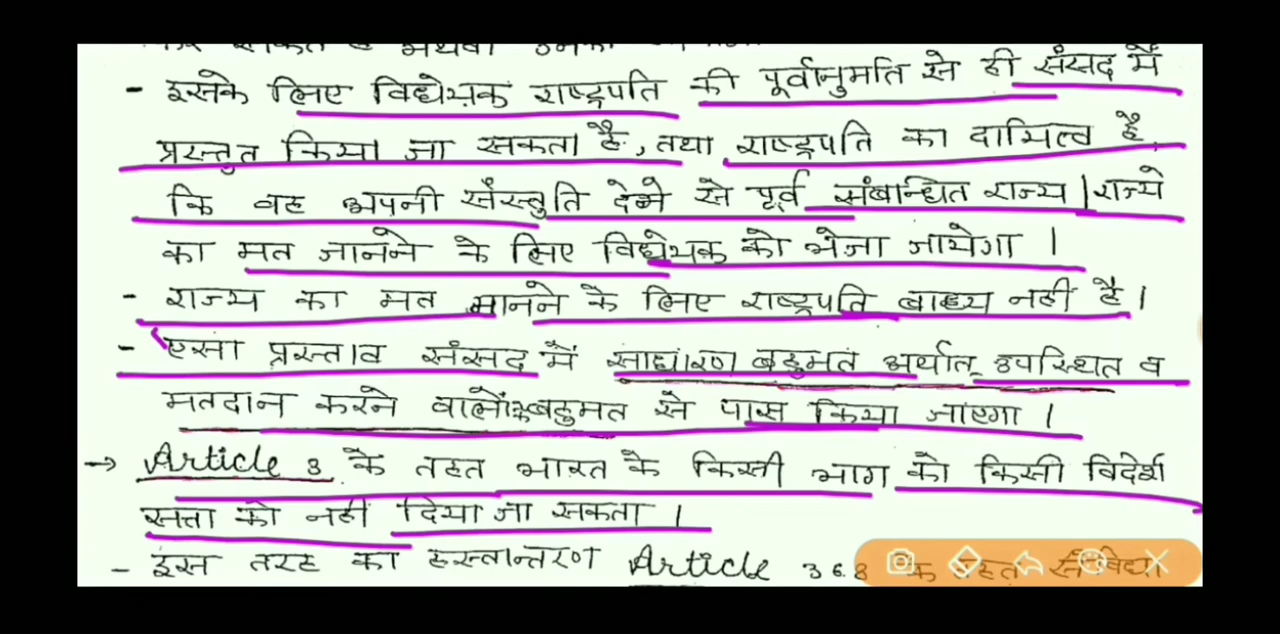 - इसके लिए विधेयक राष्ट्रपति की पूर्वानुमति से ही संसद में
प्रस्तुत किया जा सकता है, तथा राष्ट्रपति का दायित्व है
कि वह अपनी संस्तुति देने से पूर्व संबन्धित राज्य/राज्यो
का मत जानने के लिए विधेयक को भेजा जायेगा ।
- राज्य का मत मानने के लिए राष्ट्रपति बाध्य नही है ।
- एसा प्रस्ताव संसद में साधारण बहुमत अर्थात् उपस्थित व
मतदान करने वालों के बहुमत से पास किया जाएगा ।
→ Article 3 के तहत भारत के किसी भाग को किसी विदेशी
सत्ता को नही दिया जा सकता ।
- इस तरह का हस्तान्तरण Article 368 के तहत